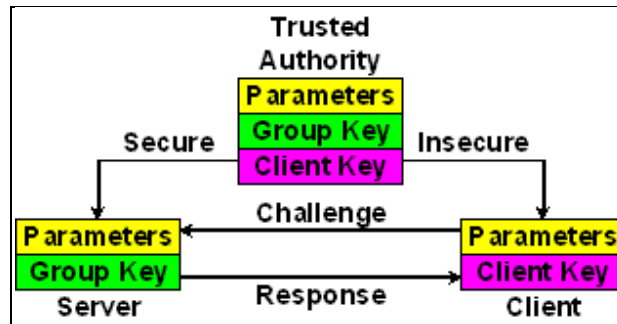 Trusted
Authority
Parameters
Group Key
Client Key
Secure
Insecure
Challenge
Parameters
Group Key
Server
Response
Parameters
Client Key
Client